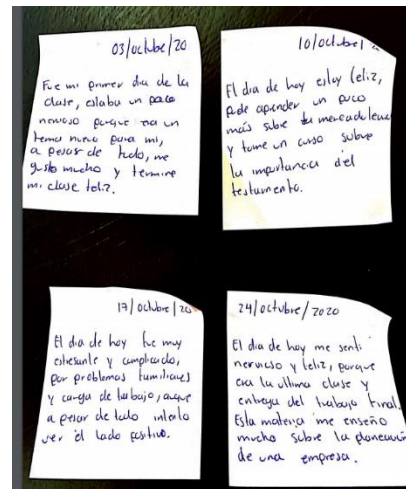 03/octubre/20
Fue mi primer dia de la
clase, estaba un poco
nervioso porque era un
tema nuevo para mi,
a pesar de todo, me
gusto mucho y termine
mi clase feliz.
10/octubre/
El dia de hoy estoy feliz,
pude aprender un poco
más sobre la mercadotecnia
y tome un curso sobre
la importancia del
testamento.
17/octubre/20
El dia de hoy fue muy
estresante y complicado,
por problemas familiares
y carga de trabajo, aunque
a pesar de todo intento
ver el lado positivo.
24/octubre/2020
El dia de hoy me senti
nervioso y feliz, porque
era la ultima clase y
entrega del trabajo final.
Esta materia me enseño
mucho sobre la planeación
de una empresa.